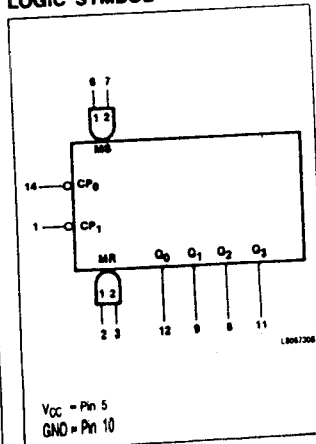 LOGIC SYMBOL
6 7
1 2
MS
14 CP0
1 CP1
MR Q0 Q1 Q2 Q3
1 2
2 3 12 9 8 11
VCC = Pin 5
GND = Pin 10